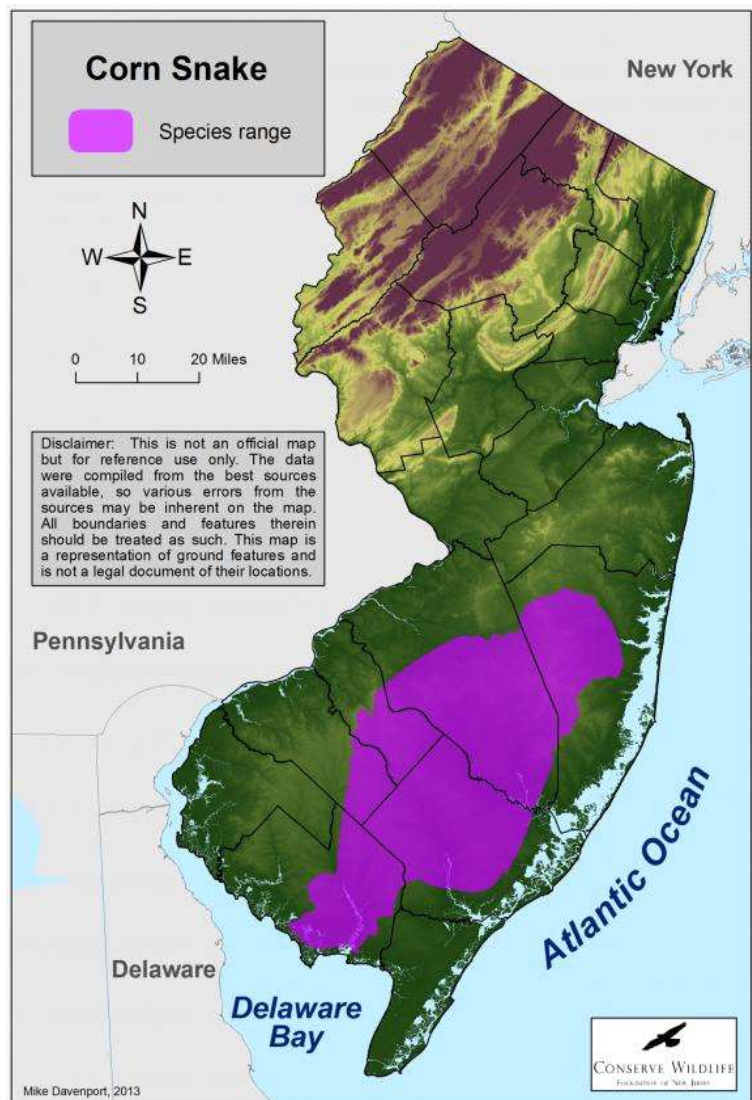 Corn Snake
Species range
New York
N
W E
S
0 10 20 Miles
Disclaimer: This is not an official map
but for reference use only. The data
were compiled from the best sources
available, so various errors from the
sources may be inherent on the map.
All boundaries and features therein
should be treated as such. This map is
a representation of ground features and
is not a legal document of their locations.
Pennsylvania
Atlantic Ocean
Delaware
Delaware
Bay
CONSERVE WILDLIFE
FOUNDATION OF NEW JERSEY
Mike Davenport, 2013